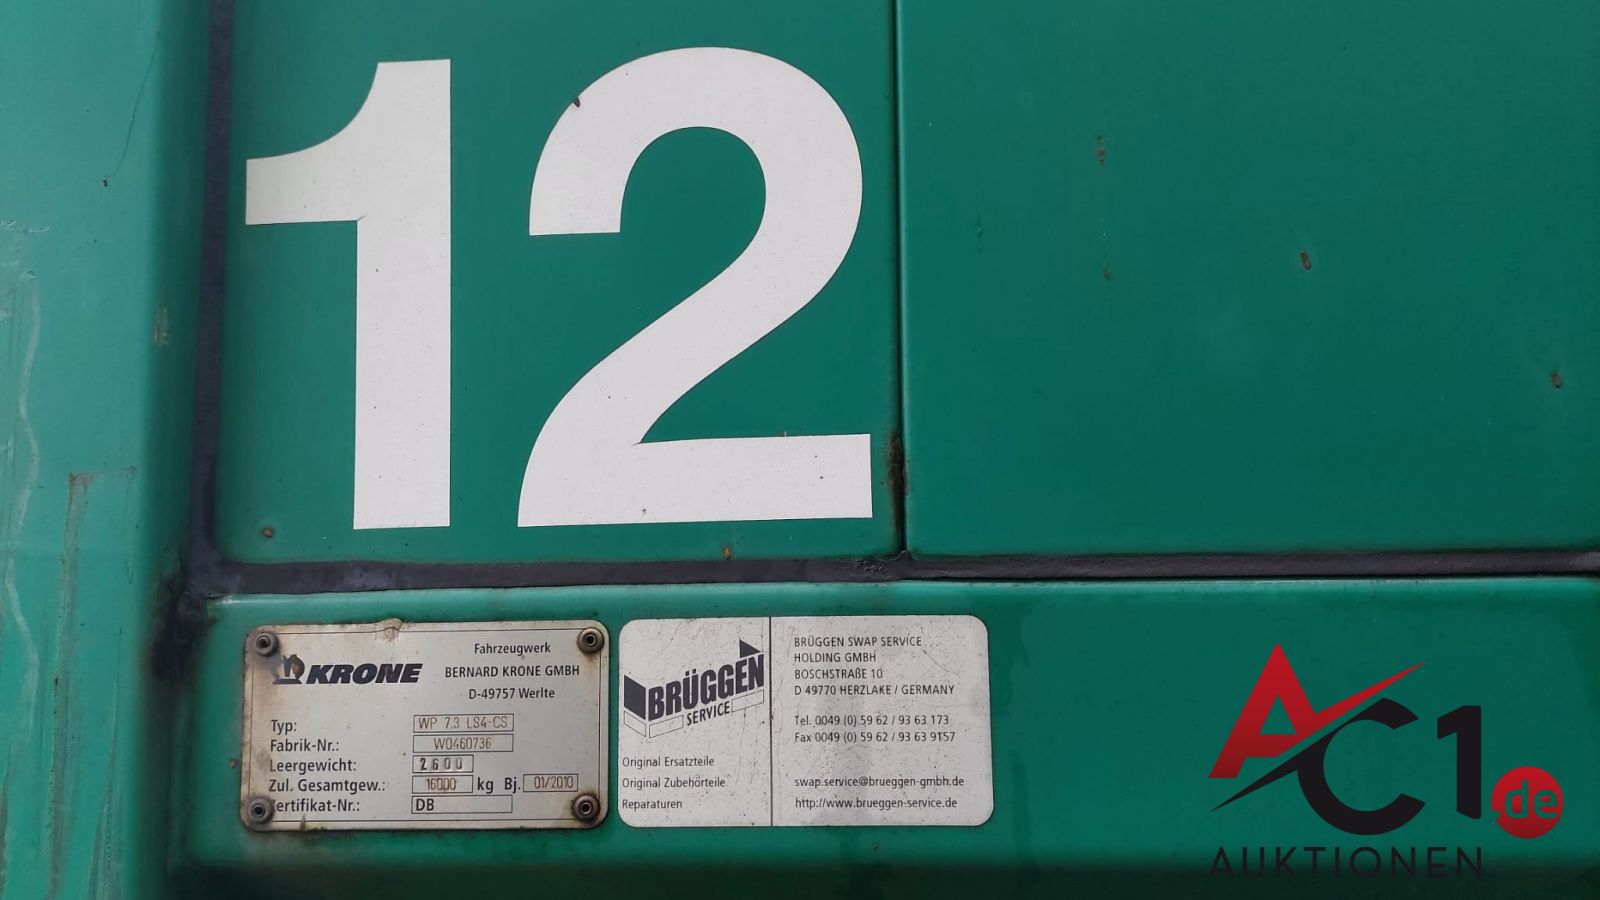 12
KRONE
Fahrzeugwerk
BERNARD KRONE GMBH
D-49757 Werlte
Typ: WP 7.3 LS4-CS
Fabrik-Nr.: W0460736
Leergewicht: 2600
Zul. Gesamtgew.: 16000 kg Bj. 01/2010
Zertifikat-Nr.: DB
BRÜGGEN
SERVICE
Original Ersatzteile
Original Zubehörteile
Reparaturen
BRÜGGEN SWAP SERVICE
HOLDING GMBH
BOSCHSTRAßE 10
D 49770 HERZLAKE / GERMANY
Tel. 0049 (0) 59 62 / 93 63 173
Fax 0049 (0) 59 62 / 93 63 9157
swap.service@brueggen-gmbh.de
http://www.brueggen-service.de
AC1.de
AUKTIONEN